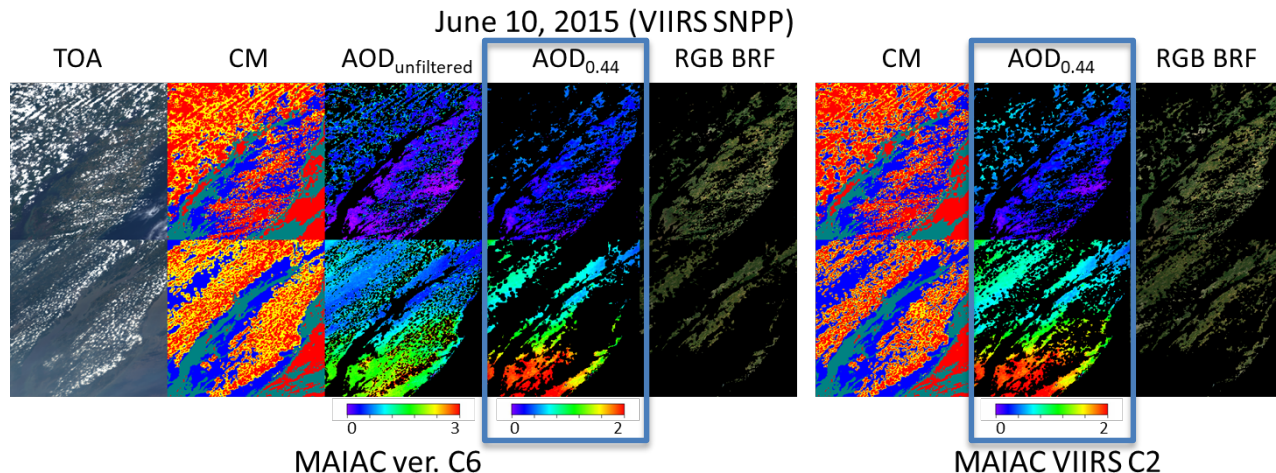 June 10, 2015 (VIIRS SNPP)
TOA CM AODunfiltered AOD0.44 RGB BRF CM AOD0.44 RGB BRF
0 3 0 2 0 2
MAIAC ver. C6 MAIAC VIIRS C2